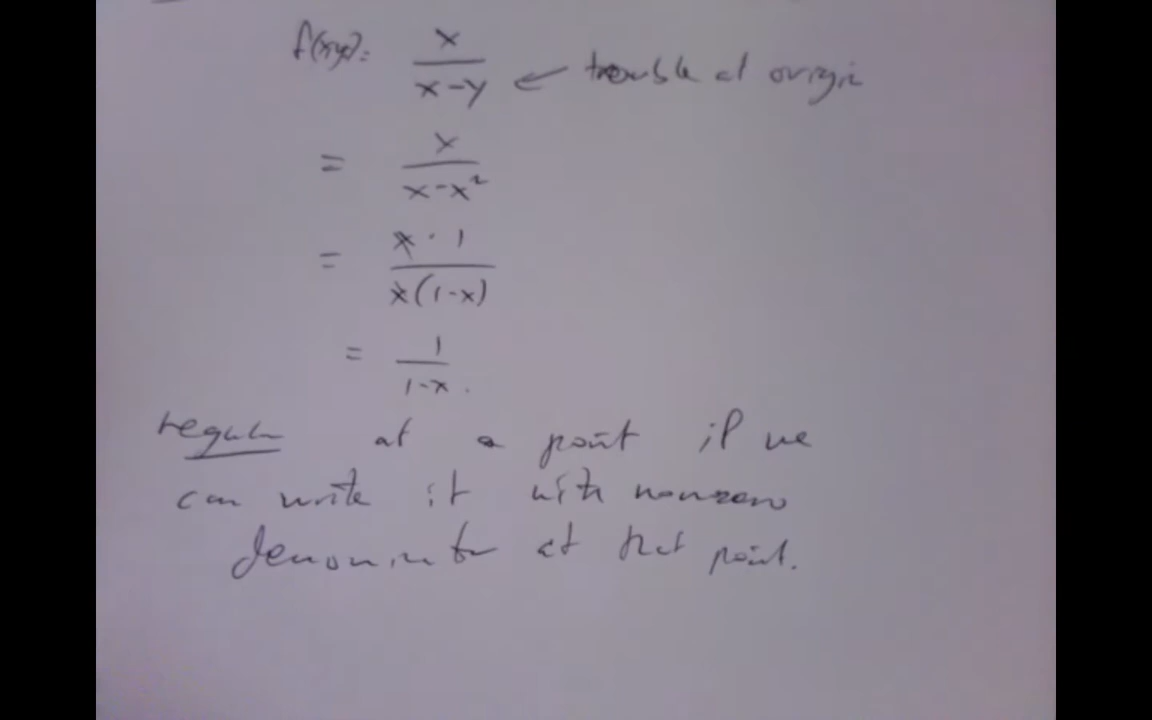 f(x,y) = x / (x-y) ← trouble at origin
= x / (x-x²)
= x · 1 / x(1-x)
= 1 / (1-x).
regular at a point if we
can write it with nonzero
denominator at that point.